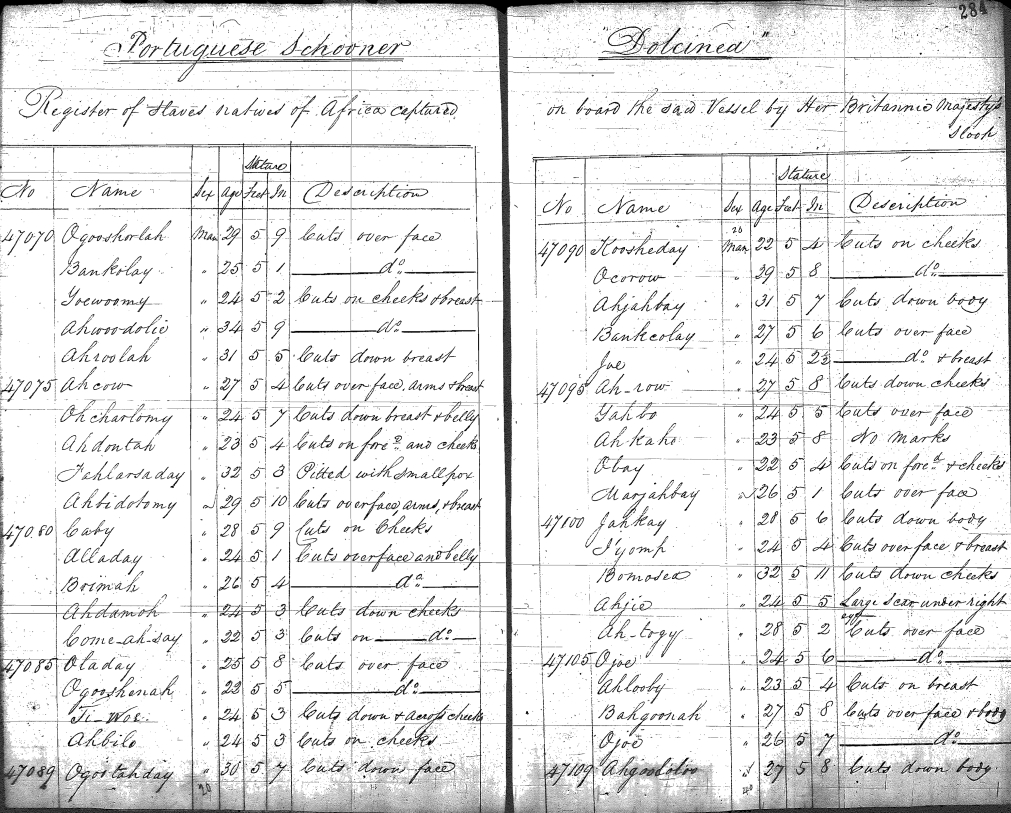 284
Portuguese Schooner
Register of Slaves natives of Africa captured
Stature
No Name Sex Age Feet In Description
47070 Ogooshorlah Man 29 5 9 Cuts over face
Bankolay " 25 5 1 do
Yoewoomy " 24 5 2 Cuts on cheeks & breast
Ahwoodolie " 34 5 9 do
Ahroolah " 31 5 5 Cuts down breast
47075 Ahcow " 27 5 4 Cuts over face, arms & breast
Ohcharlomy " 24 5 7 Cuts down breast & belly
Ahdontah " 23 5 4 Cuts on fored and cheeks
Fahlarsaday " 32 5 3 Pitted with small pox
Ahbidotomy " 29 5 10 Cuts over face, arms, & breast
47080 Caby " 28 5 9 Cuts on Cheeks
Alladay " 24 5 1 Cuts over face and belly
Boimah " 26 5 4 do
Ahdamoh " 24 5 3 Cuts down cheeks
Come-ah-say " 22 5 3 Cuts on do
47085 Oladay " 25 5 8 Cuts over face
Ogooshenah " 22 5 5 do
Ti-Woe " 24 5 3 Cuts down & across cheeks
Ahbilo " 24 5 3 Cuts on cheeks
47089 Ogostahday " 30 5 7 Cuts down face
20
"Dolcinea"
on board the said Vessel by Her Britannic Majesty's
Sloop
Stature
No Name Sex Age Feet In Description
20
47090 Koosheday Man 22 5 4 Cuts on cheeks
Ocorow " 29 5 8 do
Ahjahbay " 31 5 7 Cuts down body
Bankcolay " 27 5 6 Cuts over face
Joe " 24 5 2½ do & breast
47095 Ah-row " 27 5 8 Cuts down cheeks
Yahbo " 24 5 5 Cuts over face
Ahkaho " 23 5 8 No Marks
Obay " 22 5 4 Cuts on fored & cheeks
Marjahbay " 26 5 1 Cuts over face
47100 Jahkay " 28 5 6 Cuts down body
I'yomp " 24 5 4 Cuts over face & breast
Bomosea " 32 5 11 Cuts down cheeks
Ahjie " 24 5 5 Large Scar under right
eye
Ah-togy " 28 5 2 Cuts over face
47105 Ojoe " 24 5 6 do
Ahlooby " 23 5 4 Cuts on breast
Bahgoonah " 27 5 8 Cuts over face & body
Ojoe " 26 5 7 do
47109 Ahgoodoloo " 27 5 8 Cuts down body
40